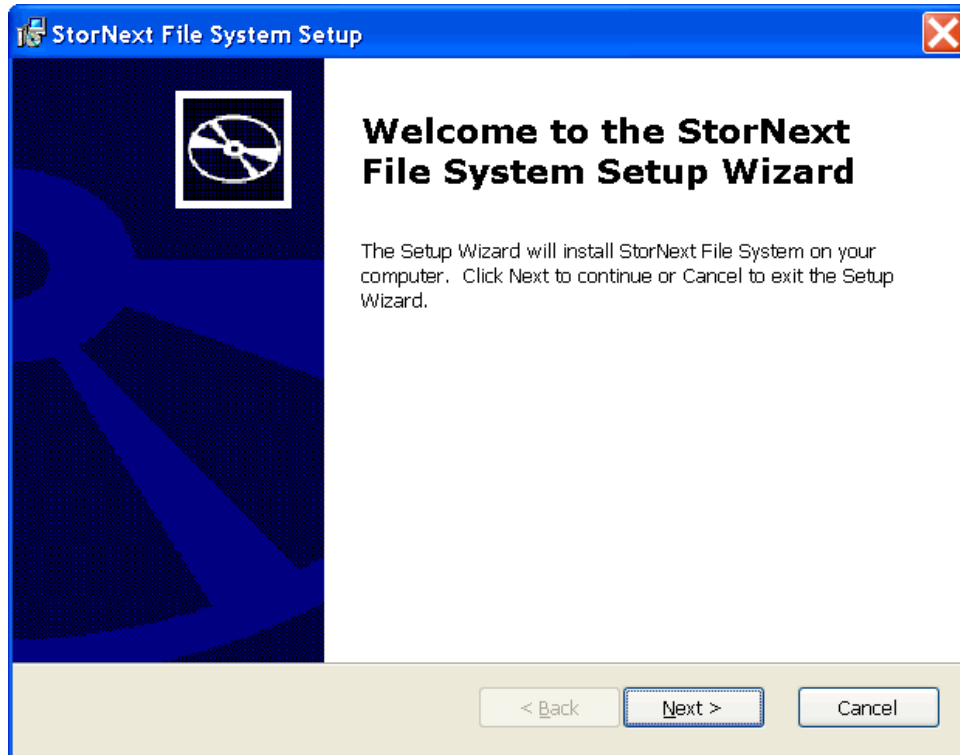 StorNext File System Setup
Welcome to the StorNext
File System Setup Wizard
The Setup Wizard will install StorNext File System on your
computer. Click Next to continue or Cancel to exit the Setup
Wizard.
< Back
Next >
Cancel